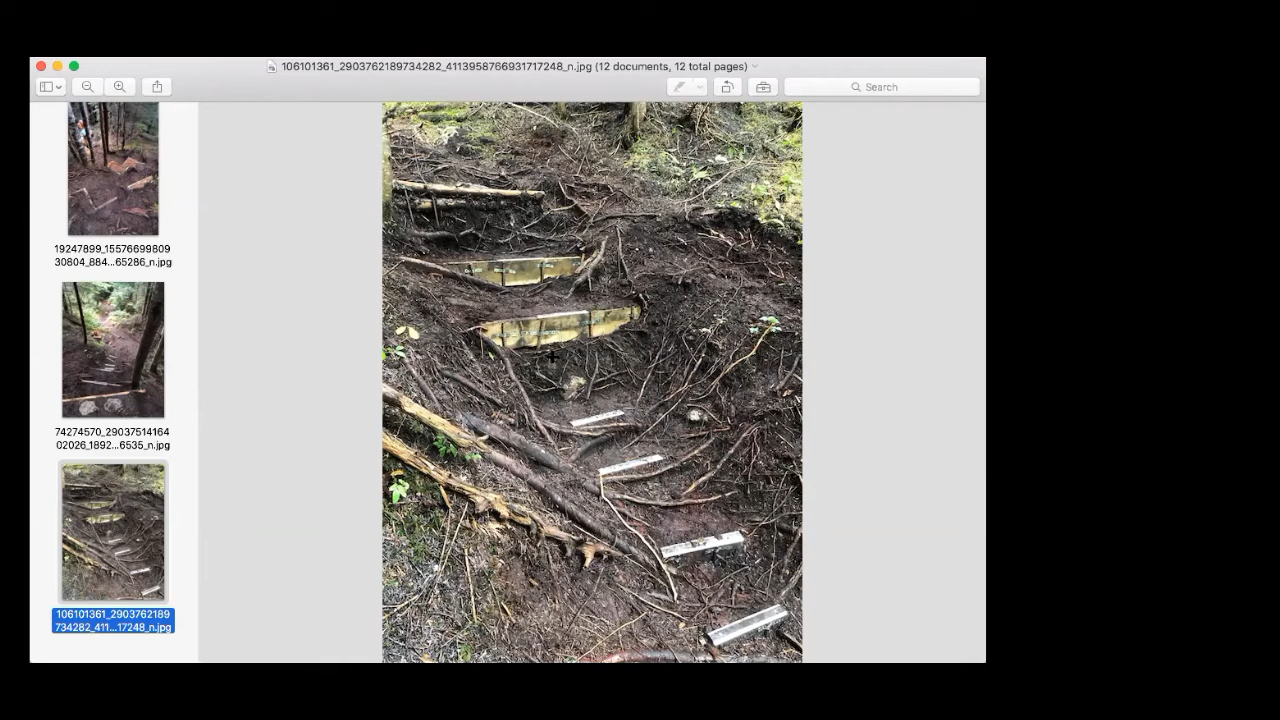 106101361_2903762189734282_4113958766931717248_n.jpg (12 documents, 12 total pages)
Search
19247899_15576699809
30804_884...65286_n.jpg
74274570_29037514164
02026_1892...6535_n.jpg
106101361_2903762189
734282_411...17248_n.jpg